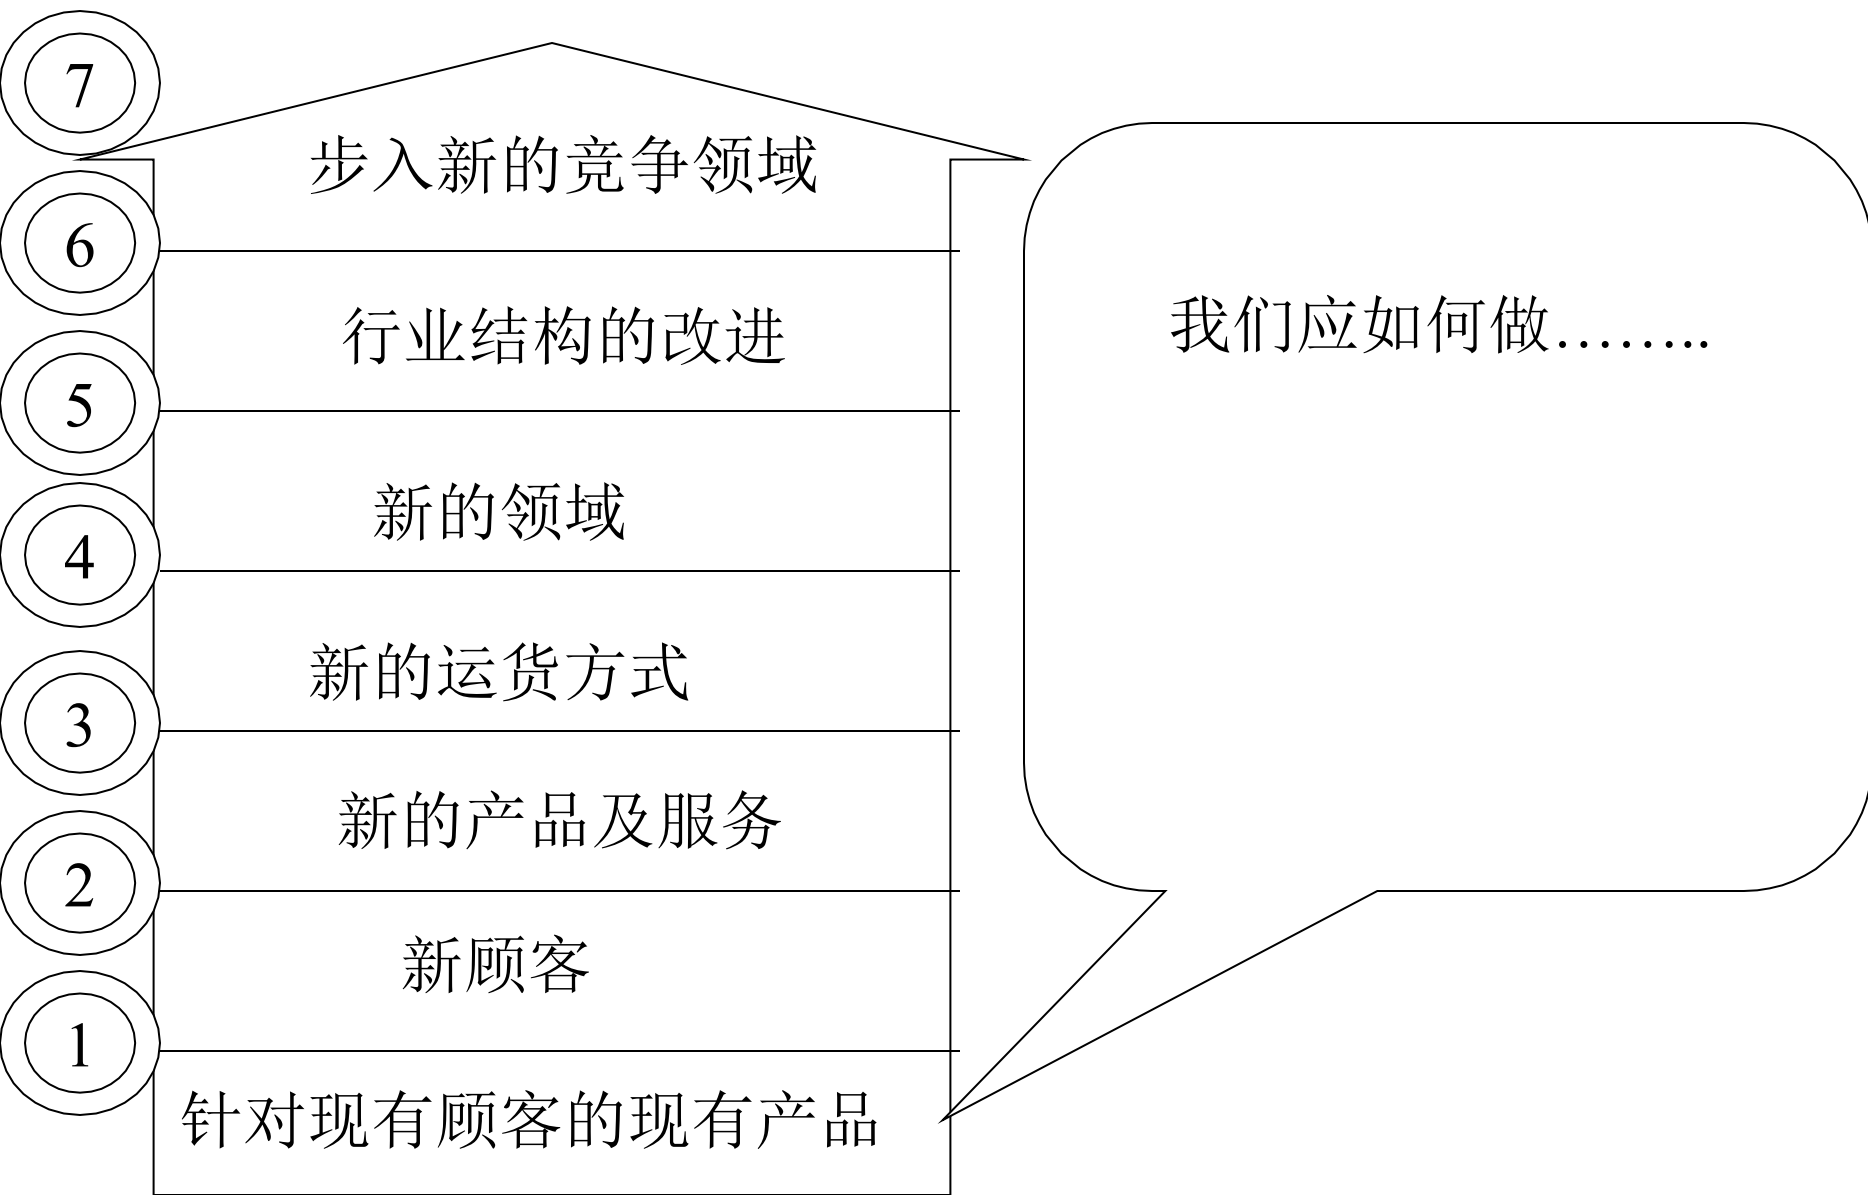 7
步入新的竞争领域
6
行业结构的改进
5
新的领域
4
新的运货方式
3
新的产品及服务
2
新顾客
1
针对现有顾客的现有产品
我们应如何做……..